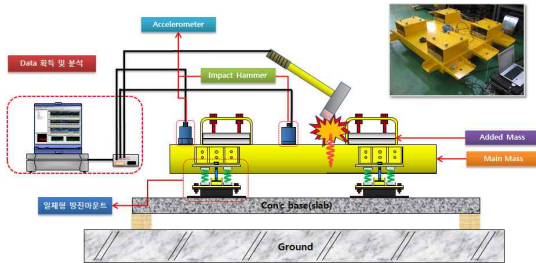 Accelerometer
Data 획득 및 분석
Impact Hammer
Added Mass
Main Mass
일체형 방진마운트
Con'c base(slab)
Ground